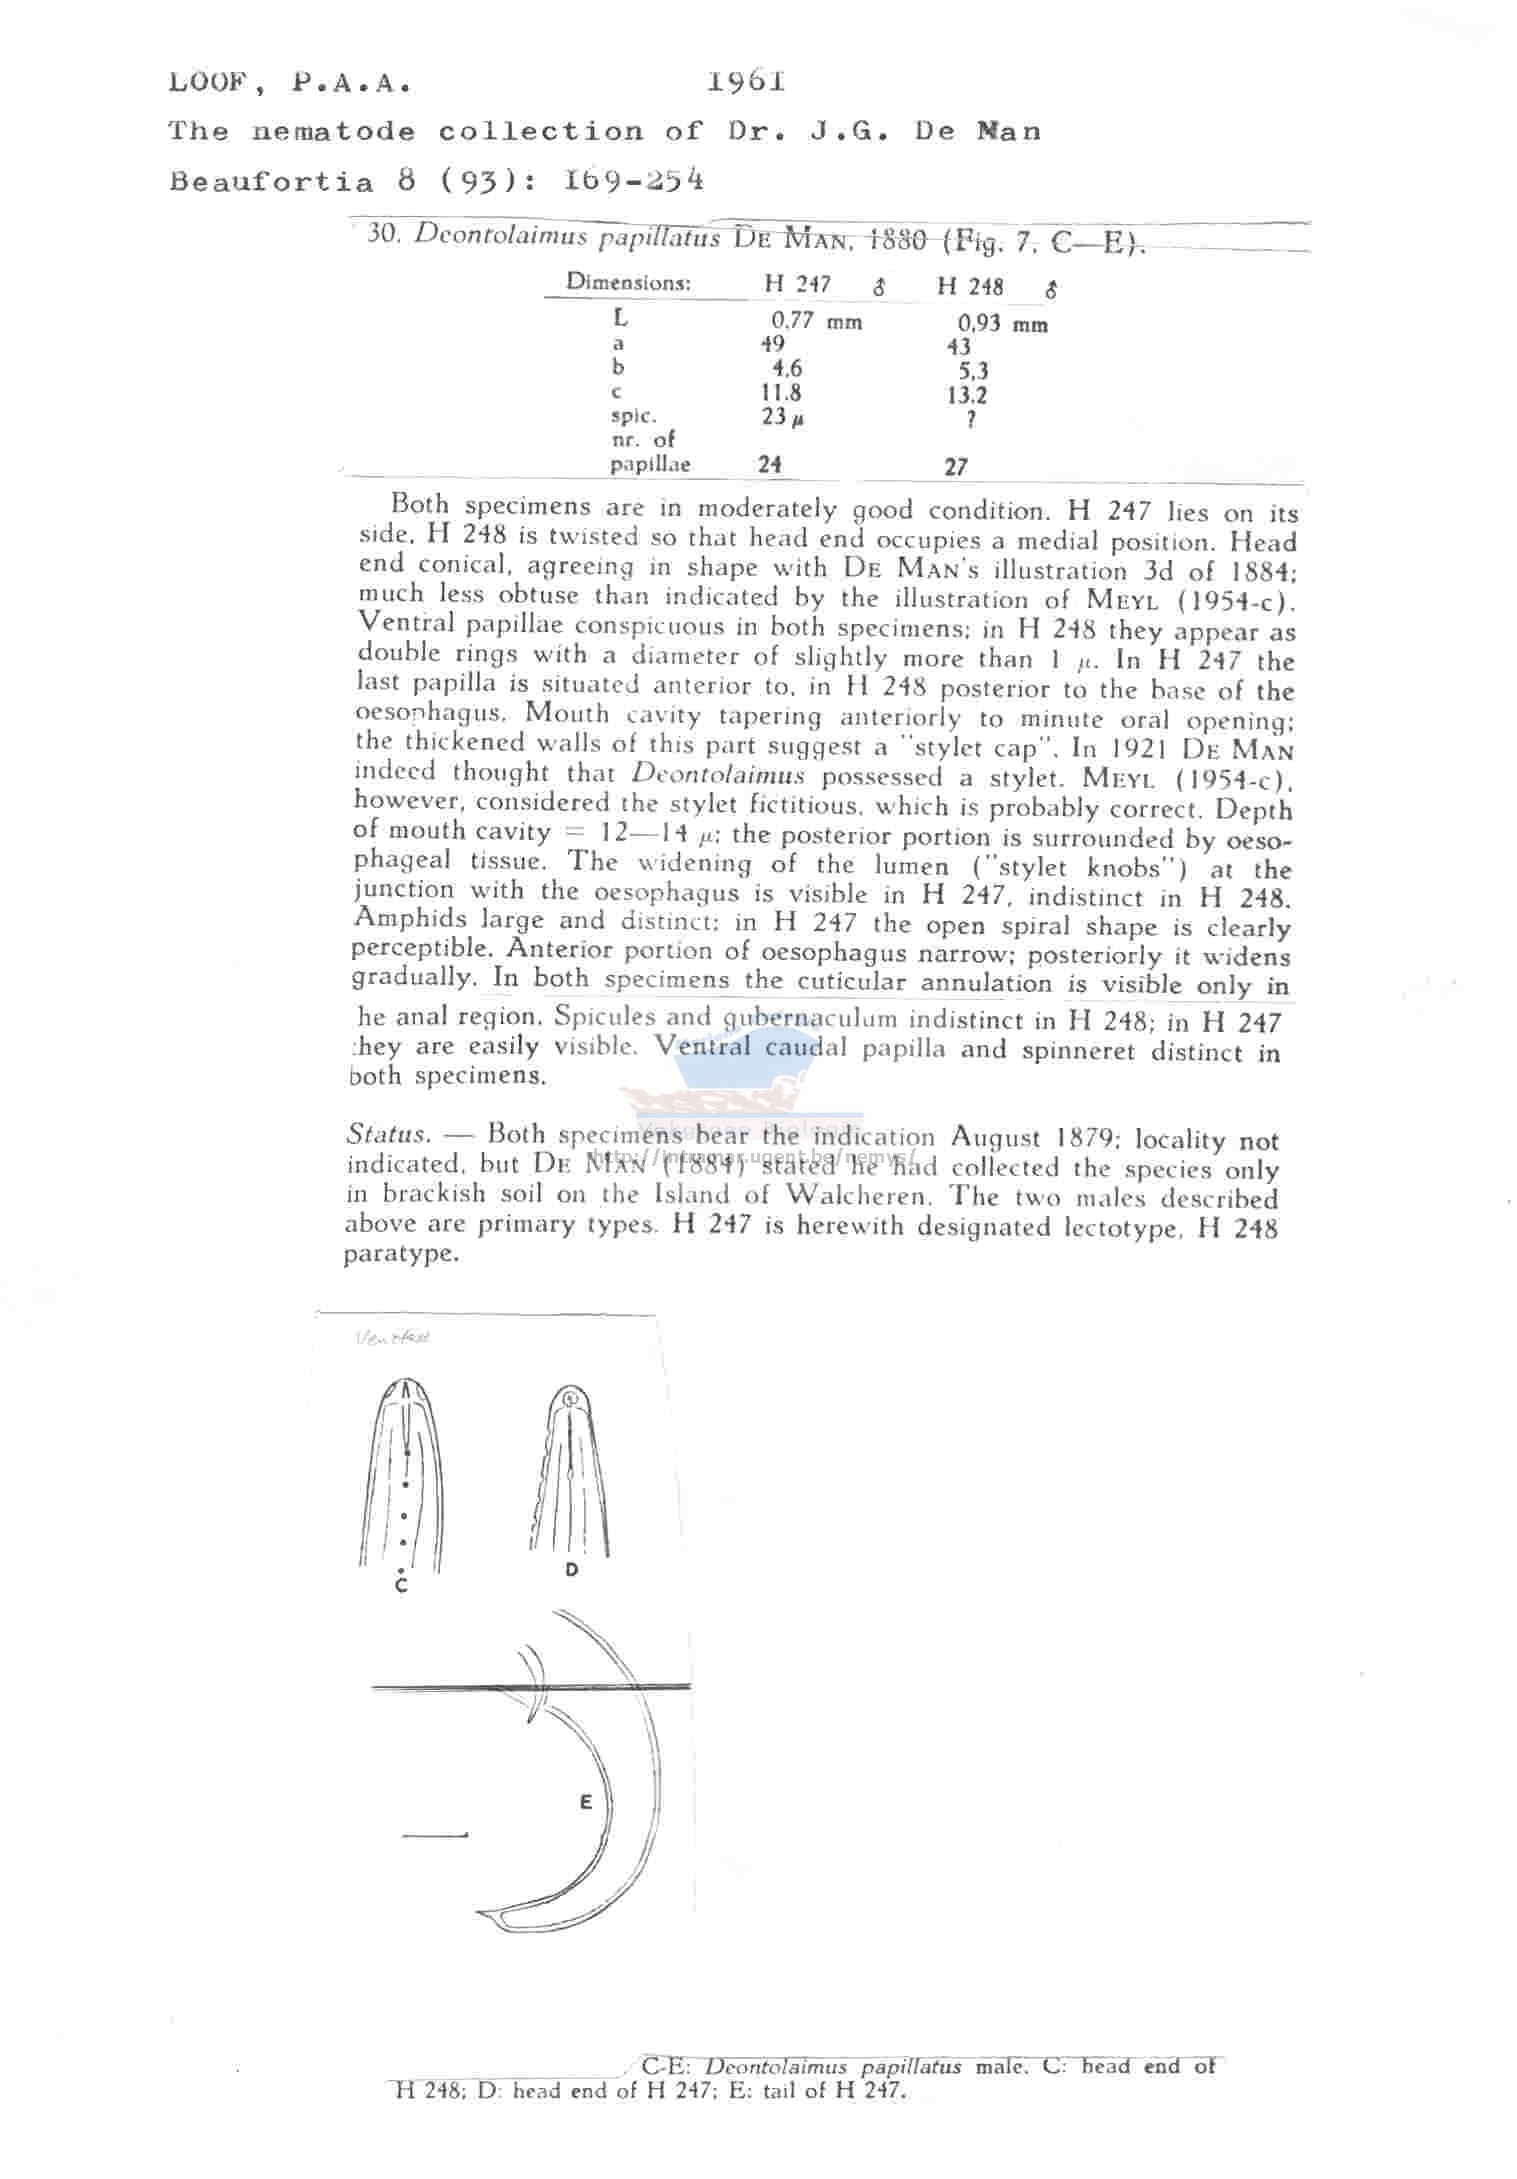 LOOF, P.A.A. 1961
The nematode collection of Dr. J.G. De Man
Beaufortia 8 (93): 169-254
30. Deontolaimus papillatus DE MAN, 1880 (Fig. 7, C—E).
Dimensions: H 247 ♂ H 248 ♂
L 0,77 mm 0,93 mm
a 49 43
b 4,6 5,3
c 11.8 13,2
spic. 23 μ ?
nr. of
papillae 24 27
Both specimens are in moderately good condition. H 247 lies on its
side, H 248 is twisted so that head end occupies a medial position. Head
end conical, agreeing in shape with DE MAN's illustration 3d of 1884;
much less obtuse than indicated by the illustration of MEYL (1954-c).
Ventral papillae conspicuous in both specimens; in H 248 they appear as
double rings with a diameter of slightly more than 1 μ. In H 247 the
last papilla is situated anterior to, in H 248 posterior to the base of the
oesophagus. Mouth cavity tapering anteriorly to minute oral opening;
the thickened walls of this part suggest a "stylet cap". In 1921 DE MAN
indeed thought that Deontolaimus possessed a stylet. MEYL (1954-c),
however, considered the stylet fictitious, which is probably correct. Depth
of mouth cavity = 12—14 μ; the posterior portion is surrounded by oeso-
phageal tissue. The widening of the lumen ("stylet knobs") at the
junction with the oesophagus is visible in H 247, indistinct in H 248.
Amphids large and distinct; in H 247 the open spiral shape is clearly
perceptible. Anterior portion of oesophagus narrow; posteriorly it widens
gradually. In both specimens the cuticular annulation is visible only in
he anal region. Spicules and gubernaculum indistinct in H 248; in H 247
hey are easily visible. Ventral caudal papilla and spinneret distinct in
both specimens.
Status. — Both specimens bear the indication August 1879; locality not
http://intramar.ugent.be/nemys/
indicated, but DE MAN (1884) stated he had collected the species only
in brackish soil on the Island of Walcheren. The two males described
above are primary types. H 247 is herewith designated lectotype, H 248
paratype.
C
D
E
C-E: Deontolaimus papillatus male. C: head end of
H 248; D: head end of H 247; E: tail of H 247.